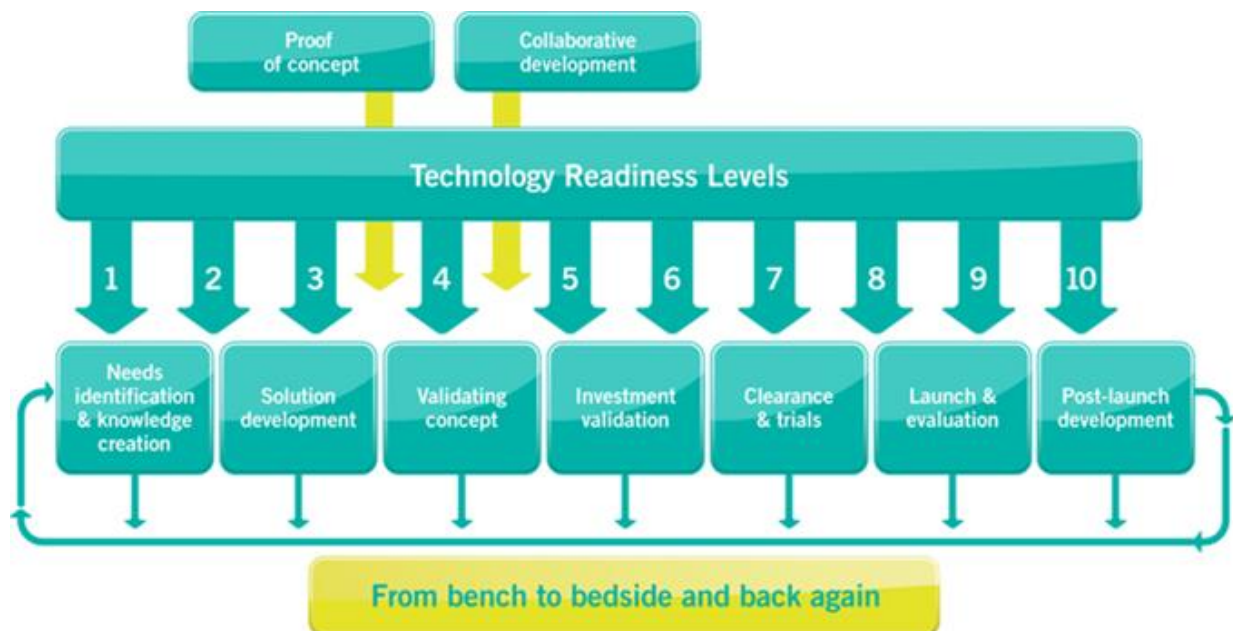 Proof
of concept
Collaborative
development
Technology Readiness Levels
1 2 3 4 5 6 7 8 9 10
Needs
identification
& knowledge
creation
Solution
development
Validating
concept
Investment
validation
Clearance
& trials
Launch &
evaluation
Post-launch
development
From bench to bedside and back again